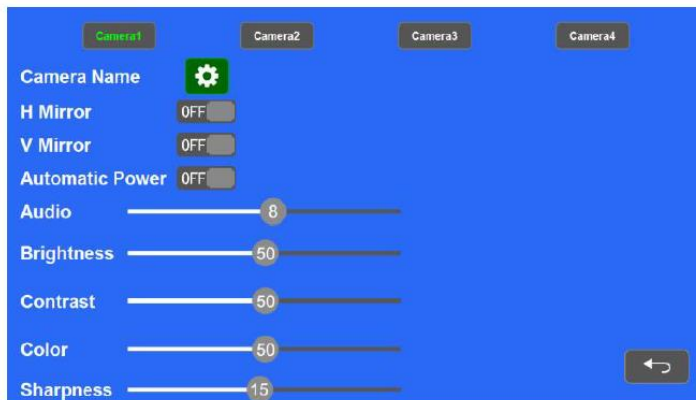 Camera1 Camera2 Camera3 Camera4
Camera Name
H Mirror OFF
V Mirror OFF
Automatic Power OFF
Audio 8
Brightness 50
Contrast 50
Color 50
Sharpness 15